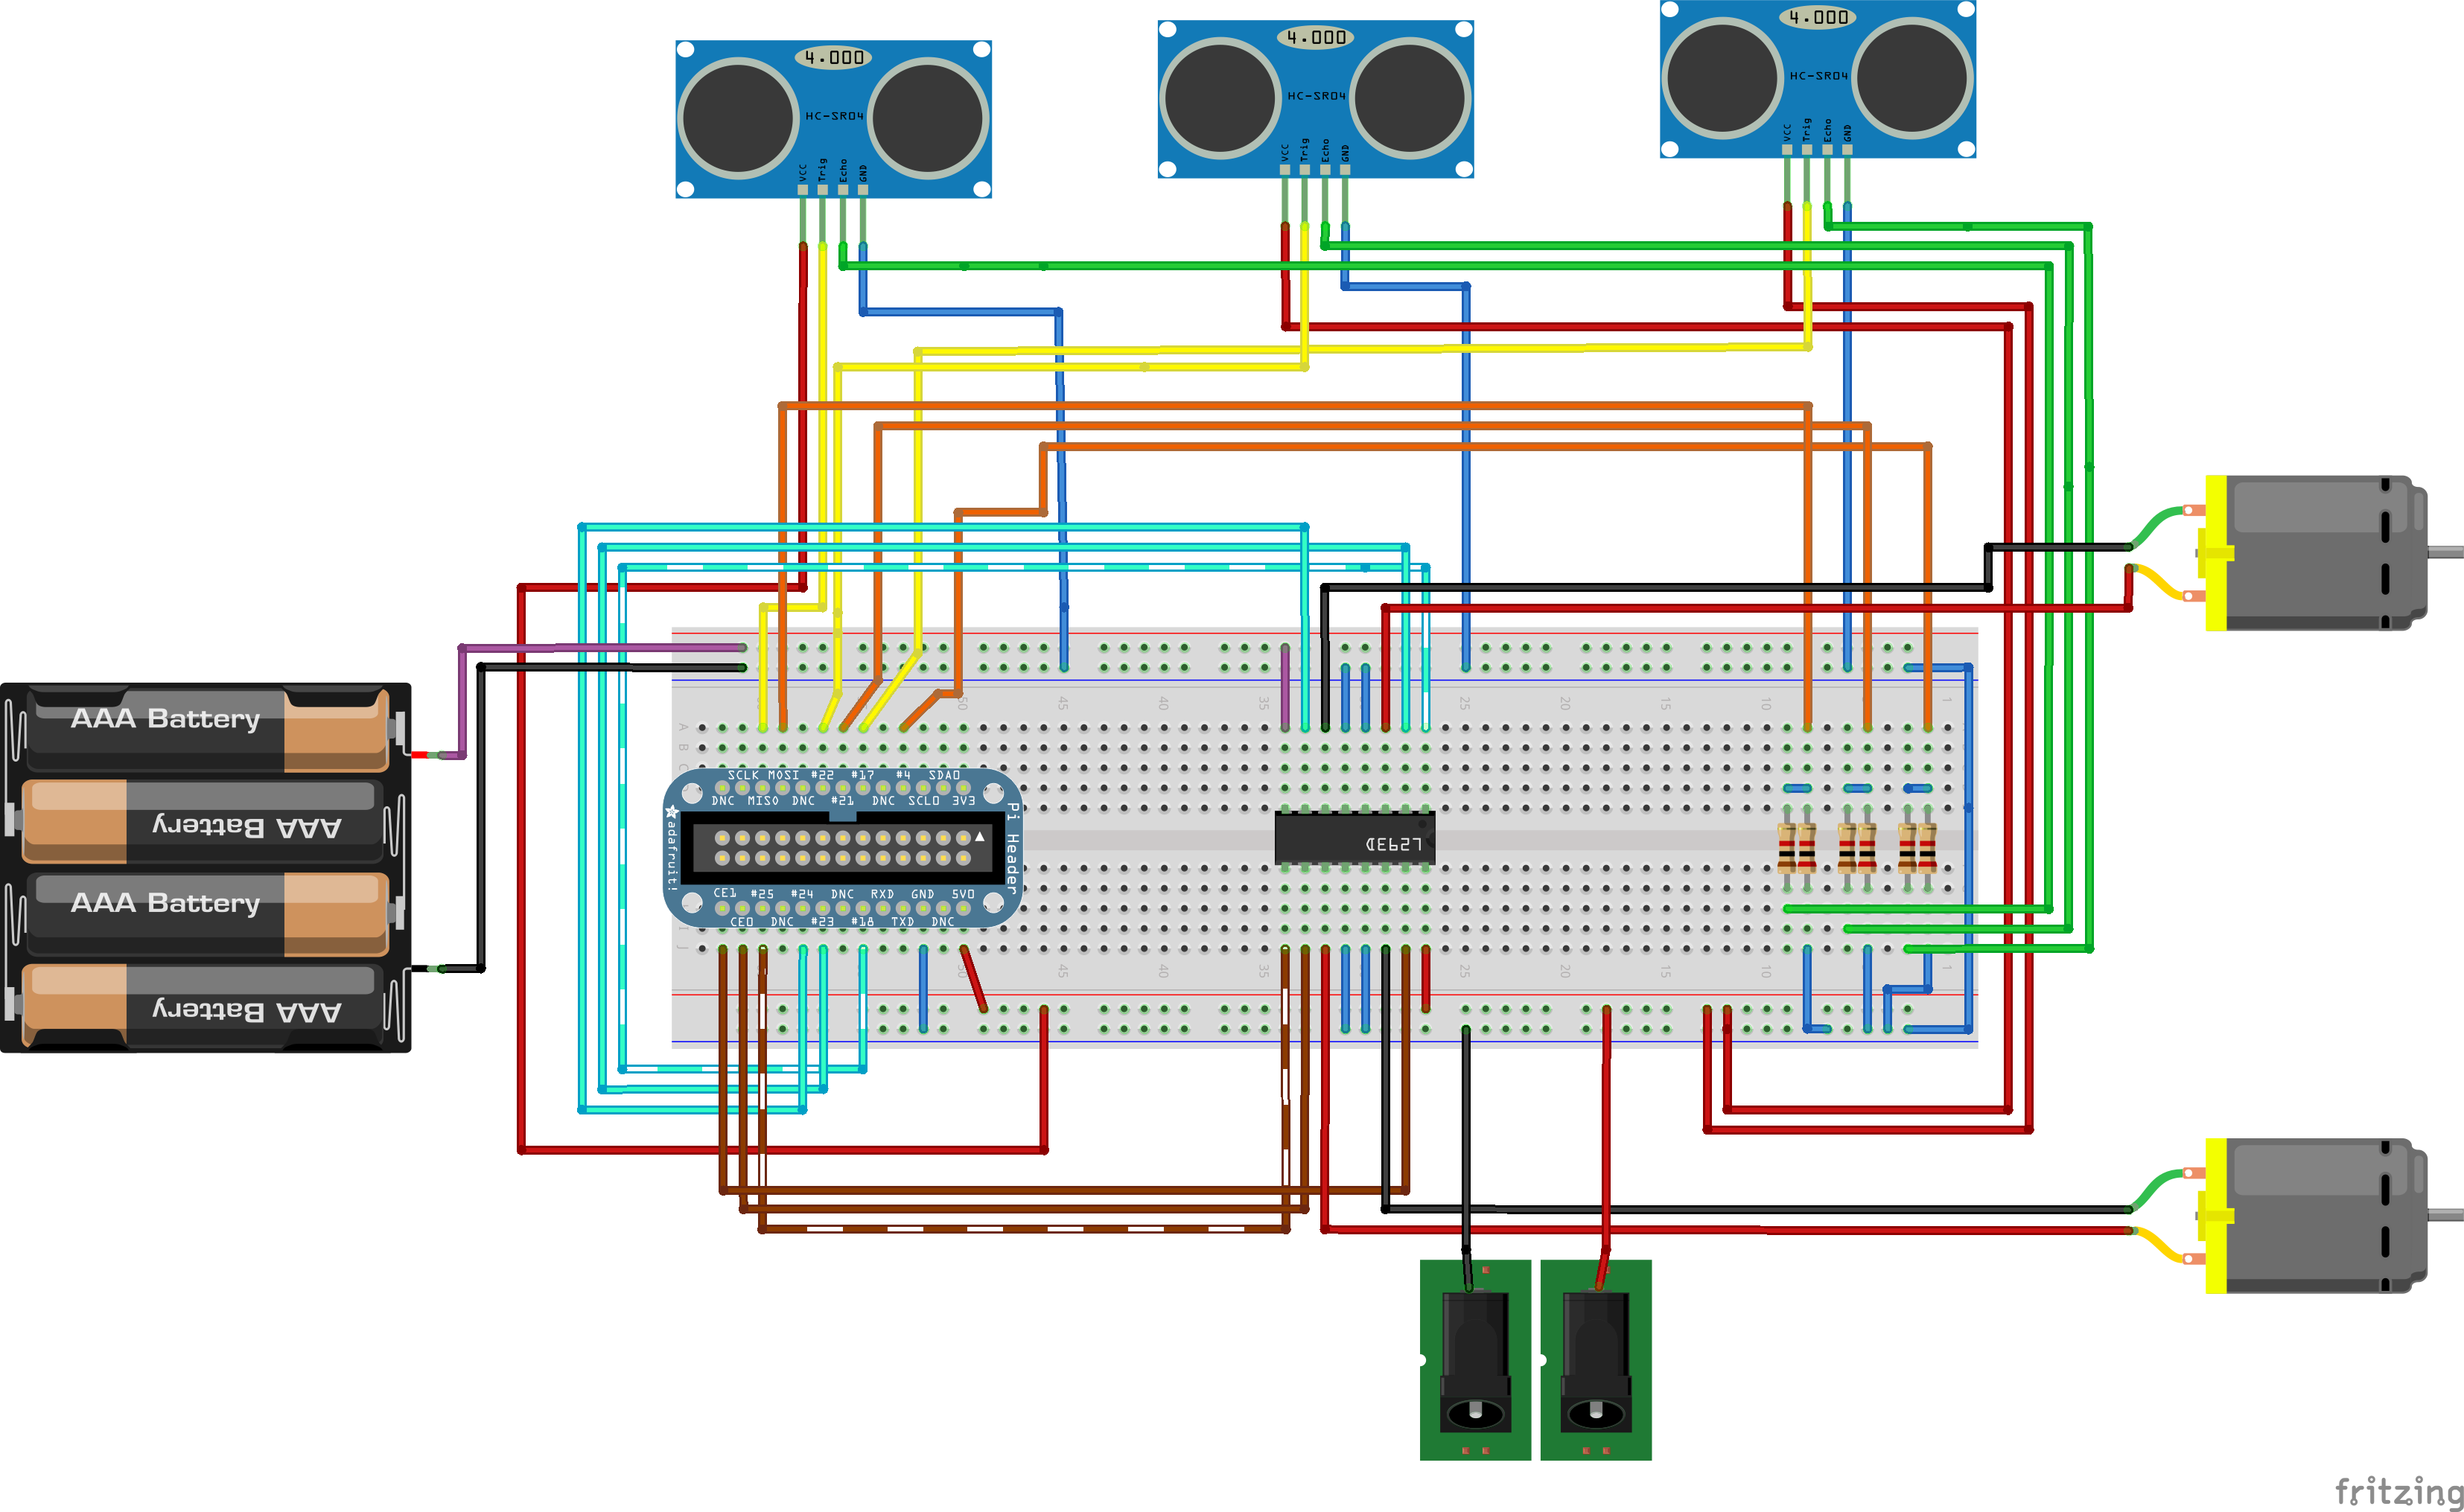 4.000
HC-SR04
VCC Trig Echo GND
4.000
HC-SR04
VCC Trig Echo GND
4.000
HC-SR04
VCC Trig Echo GND
AAA Battery
AAA Battery
AAA Battery
AAA Battery
50 45 40 35 25 20 15 10 1
A
B
C
SCLK MOSI #22 #17 #4 SDA0
DNC MISO DNC #21 DNC SCL0 3V3
adafruit!
Pi Header
L293D
CE1 #25 #24 DNC RXD GND 5V0
CE0 DNC #23 #18 TXD DNC
I
J
50 45 40 35 25 20 15 10 1
fritzing